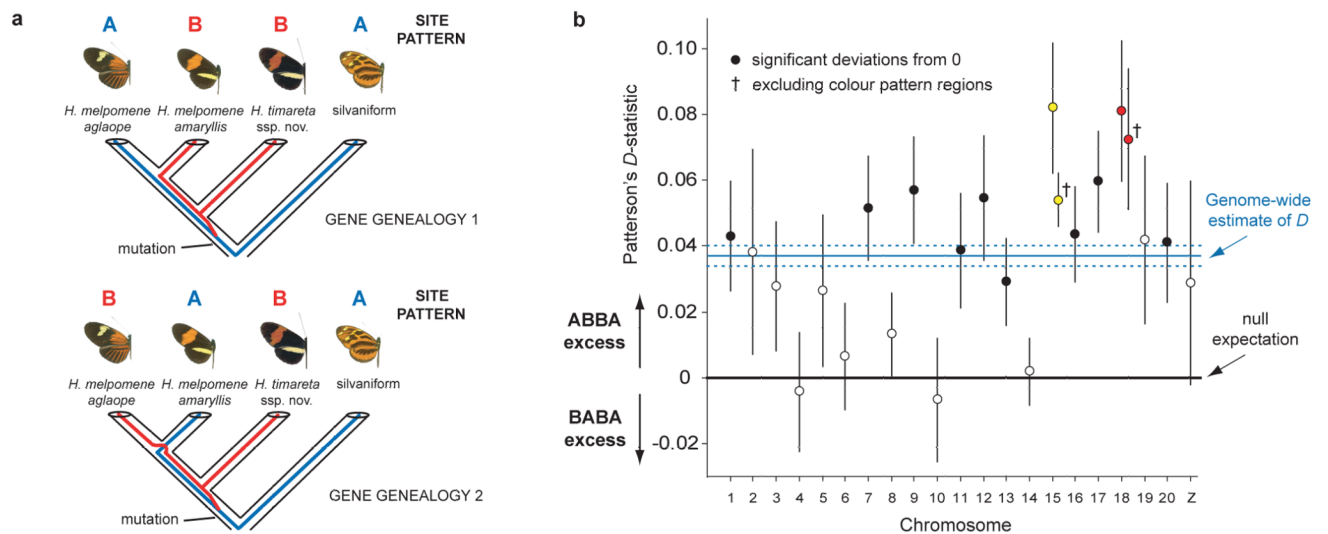 a
A B B A SITE
PATTERN
H. melpomene H. melpomene H. timareta silvaniform
aglaope amaryllis ssp. nov.
GENE GENEALOGY 1
mutation
B A B A SITE
PATTERN
H. melpomene H. melpomene H. timareta silvaniform
aglaope amaryllis ssp. nov.
GENE GENEALOGY 2
mutation
b
Patterson's D-statistic
0.10
0.08
0.06
0.04
0.02
0
-0.02
● significant deviations from 0
† excluding colour pattern regions
†
†
Genome-wide
estimate of D
null
expectation
ABBA
excess
BABA
excess
1 2 3 4 5 6 7 8 9 10 11 12 13 14 15 16 17 18 19 20 Z
Chromosome